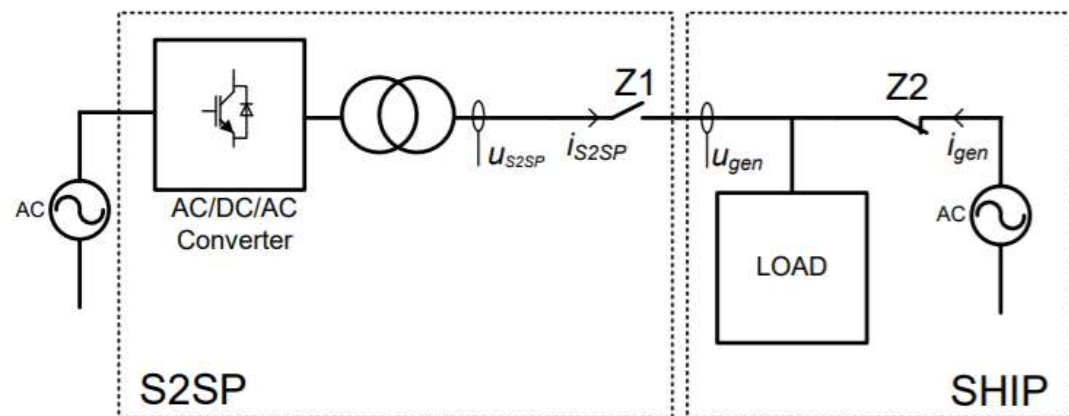 Z1
Z2
u_S2SP
i_S2SP
u_gen
i_gen
AC
AC/DC/AC
Converter
LOAD
AC
S2SP
SHIP